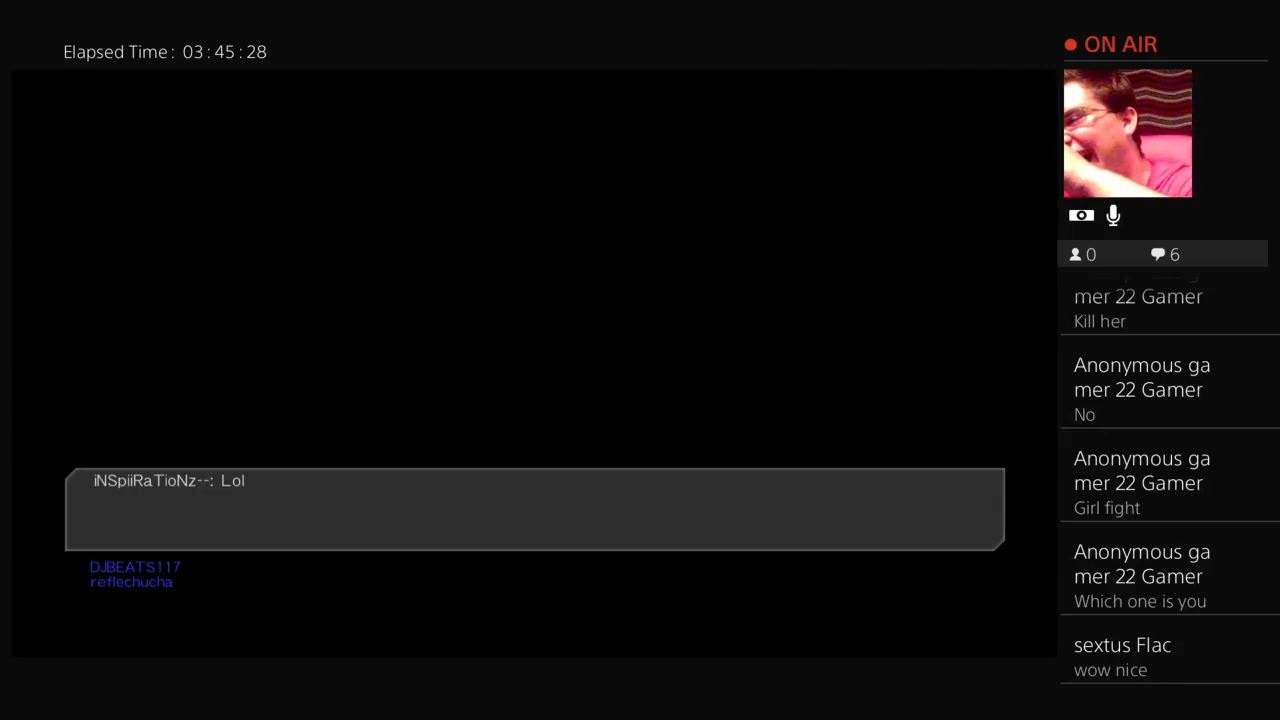 Elapsed Time: 03:45:28
ON AIR
0 6
mer 22 Gamer
Kill her
Anonymous ga
mer 22 Gamer
No
Anonymous ga
mer 22 Gamer
Girl fight
Anonymous ga
mer 22 Gamer
Which one is you
sextus Flac
wow nice
iNSpiiRaTioNz--: Lol
DJBEATS117
reflechucha